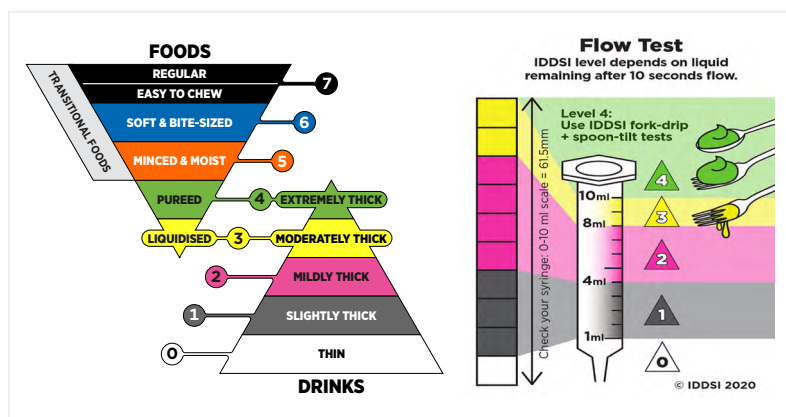 FOODS
TRANSITIONAL FOODS
REGULAR
EASY TO CHEW
7
SOFT & BITE-SIZED
6
MINCED & MOIST
5
PUREED
4
EXTREMELY THICK
LIQUIDISED
3
MODERATELY THICK
2
MILDLY THICK
1
SLIGHTLY THICK
0
THIN
DRINKS
Flow Test
IDDSI level depends on liquid
remaining after 10 seconds flow.
Check your syringe: 0-10 ml scale = 61.5mm
Level 4:
Use IDDSI fork-drip
+ spoon-tilt tests
10ml
8ml
4ml
1ml
4
3
2
1
0
© IDDSI 2020